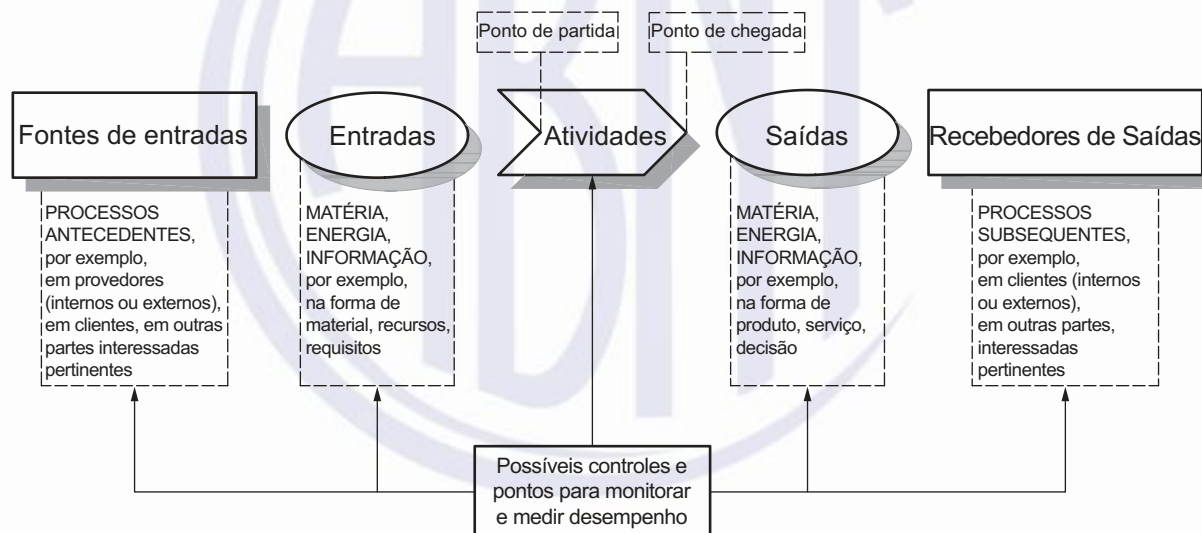 Ponto de partida
Ponto de chegada
Fontes de entradas
Entradas
Atividades
Saídas
Recebedores de Saídas
PROCESSOS
ANTECEDENTES,
por exemplo,
em provedores
(internos ou externos),
em clientes, em outras
partes interessadas
pertinentes
MATÉRIA,
ENERGIA,
INFORMAÇÃO,
por exemplo,
na forma de
material, recursos,
requisitos
MATÉRIA,
ENERGIA,
INFORMAÇÃO,
por exemplo,
na forma de
produto, serviço,
decisão
PROCESSOS
SUBSEQUENTES,
por exemplo,
em clientes (internos
ou externos),
em outras partes,
interessadas
pertinentes
Possíveis controles e
pontos para monitorar
e medir desempenho
ABNT